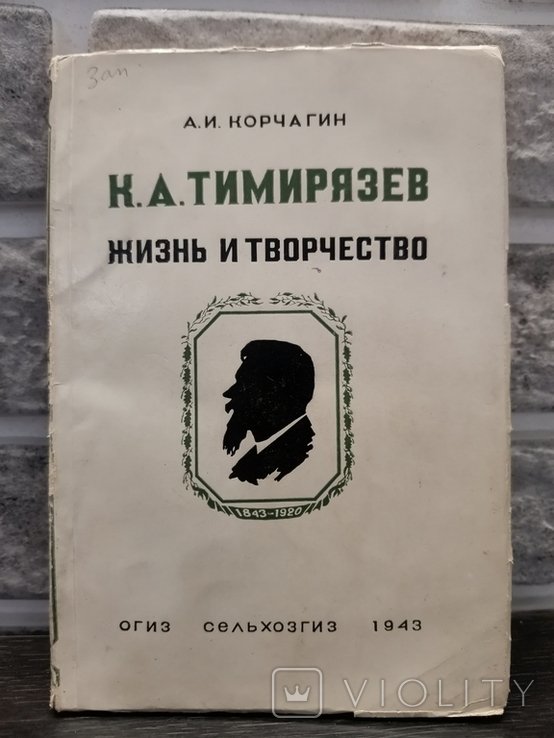 Зап
А.И. КОРЧАГИН
К.А.ТИМИРЯЗЕВ
ЖИЗНЬ И ТВОРЧЕСТВО
1843-1920
ОГИЗ СЕЛЬХОЗГИЗ 1943
VIOLITY